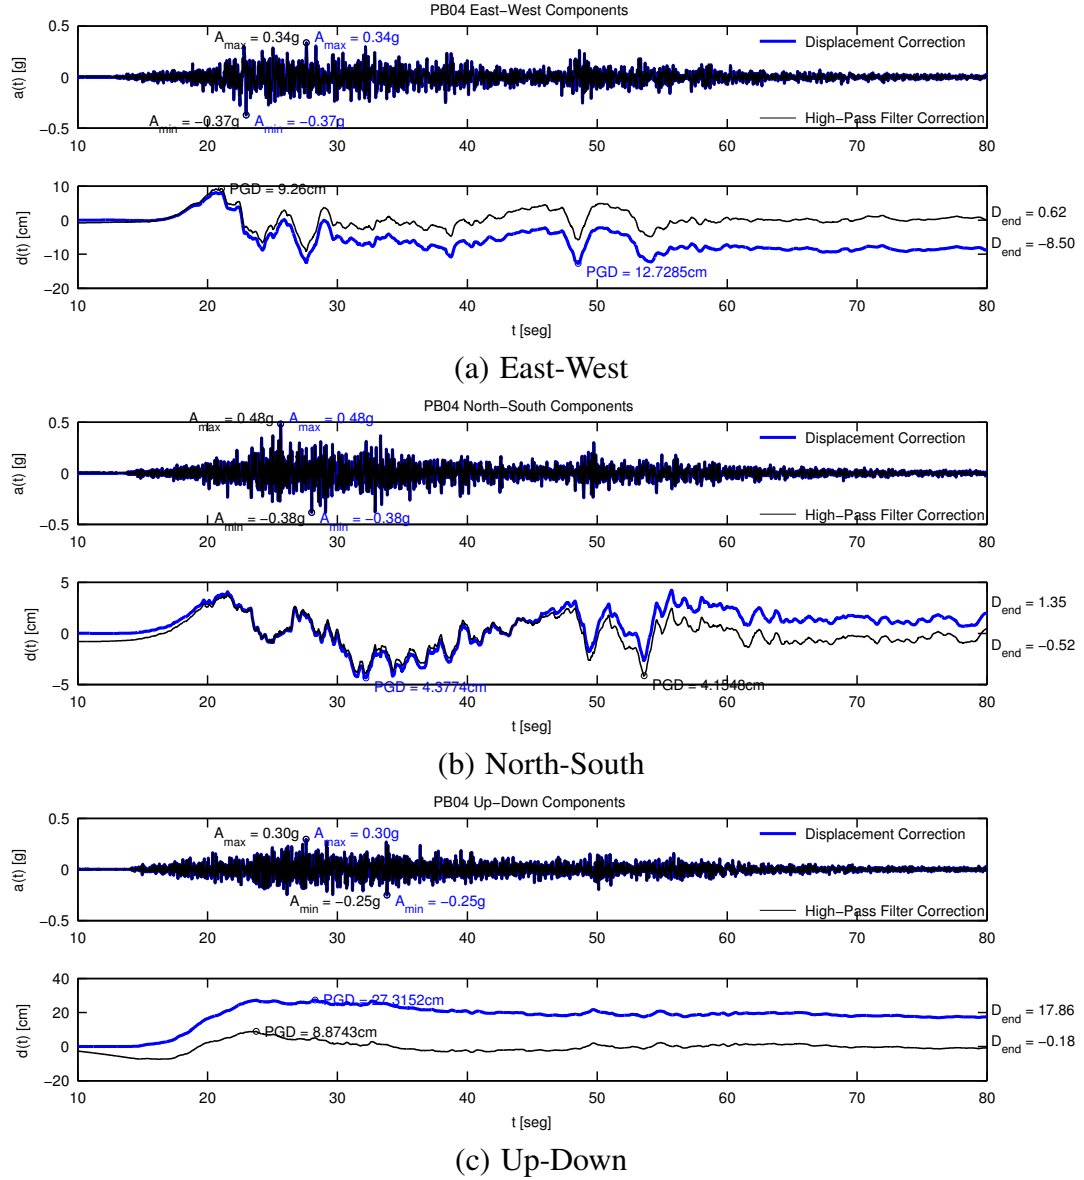 PB04 East−West Components
0.5
0
−0.5
a(t) [g]
A_max = 0.34g
A_max = 0.34g
A_min = −0.37g
A_min = −0.37g
Displacement Correction
High−Pass Filter Correction
10 20 30 40 50 60 70 80
10
0
−10
−20
d(t) [cm]
PGD = 9.26cm
PGD = 12.7285cm
D_end = 0.62
D_end = −8.50
10 20 30 40 50 60 70 80
t [seg]
(a) East-West
PB04 North−South Components
0.5
0
−0.5
a(t) [g]
A_max = 0.48g
A_max = 0.48g
A_min = −0.38g
A_min = −0.38g
Displacement Correction
High−Pass Filter Correction
10 20 30 40 50 60 70 80
5
0
−5
d(t) [cm]
PGD = 4.3774cm
PGD = 4.1548cm
D_end = 1.35
D_end = −0.52
10 20 30 40 50 60 70 80
t [seg]
(b) North-South
PB04 Up−Down Components
0.5
0
−0.5
a(t) [g]
A_max = 0.30g
A_max = 0.30g
A_min = −0.25g
A_min = −0.25g
Displacement Correction
High−Pass Filter Correction
10 20 30 40 50 60 70 80
40
20
0
−20
d(t) [cm]
PGD = 27.3152cm
PGD = 8.8743cm
D_end = 17.86
D_end = −0.18
10 20 30 40 50 60 70 80
t [seg]
(c) Up-Down